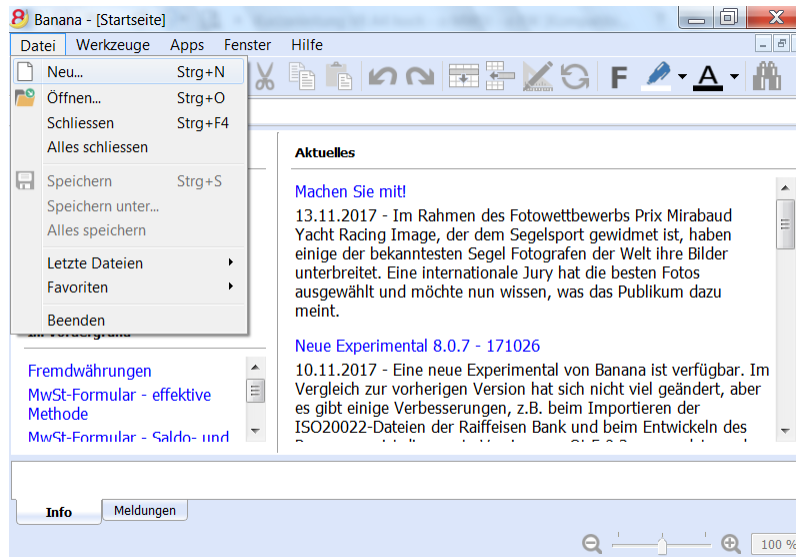 8 Banana - [Startseite]
Datei Werkzeuge Apps Fenster Hilfe
Neu... Strg+N
Öffnen... Strg+O
Schliessen Strg+F4
Alles schliessen
Speichern Strg+S
Speichern unter...
Alles speichern
Letzte Dateien
Favoriten
Beenden
F A
Fremdwährungen
MwSt-Formular - effektive
Methode
MwSt-Formular - Saldo- und
Aktuelles
Machen Sie mit!
13.11.2017 - Im Rahmen des Fotowettbewerbs Prix Mirabaud
Yacht Racing Image, der dem Segelsport gewidmet ist, haben
einige der bekanntesten Segel Fotografen der Welt ihre Bilder
unterbreitet. Eine internationale Jury hat die besten Fotos
ausgewählt und möchte nun wissen, was das Publikum dazu
meint.
Neue Experimental 8.0.7 - 171026
10.11.2017 - Eine neue Experimental von Banana ist verfügbar. Im
Vergleich zur vorherigen Version hat sich nicht viel geändert, aber
es gibt einige Verbesserungen, z.B. beim Importieren der
ISO20022-Dateien der Raiffeisen Bank und beim Entwickeln des
Info Meldungen
100 %